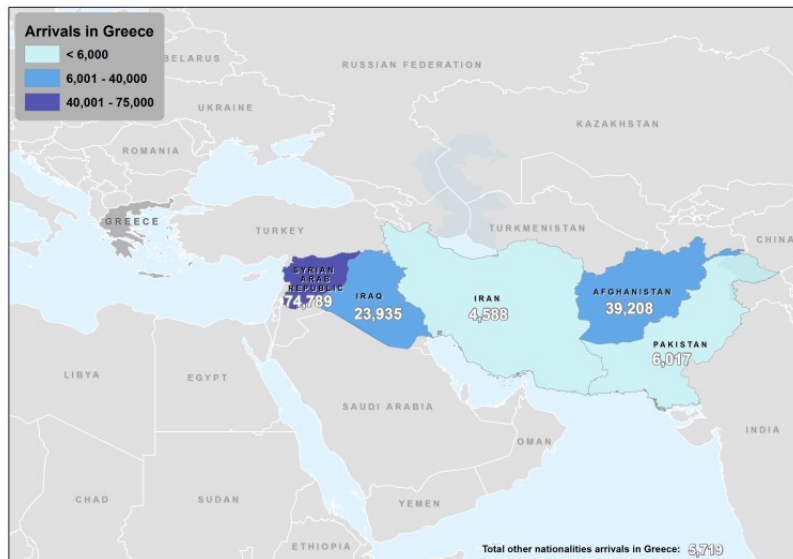 Arrivals in Greece
< 6,000
6,001 - 40,000
40,001 - 75,000
BELARUS
RUSSIAN FEDERATION
UKRAINE
KAZAKHSTAN
ROMANIA
GREECE
TURKEY
TURKMENISTAN
CHINA
SYRIAN
ARAB
REPUBLIC
74,789
IRAQ
23,935
IRAN
4,588
AFGHANISTAN
39,208
PAKISTAN
6,017
LIBYA
EGYPT
SAUDI ARABIA
OMAN
INDIA
CHAD
SUDAN
YEMEN
ETHIOPIA
Total other nationalities arrivals in Greece: 5,719